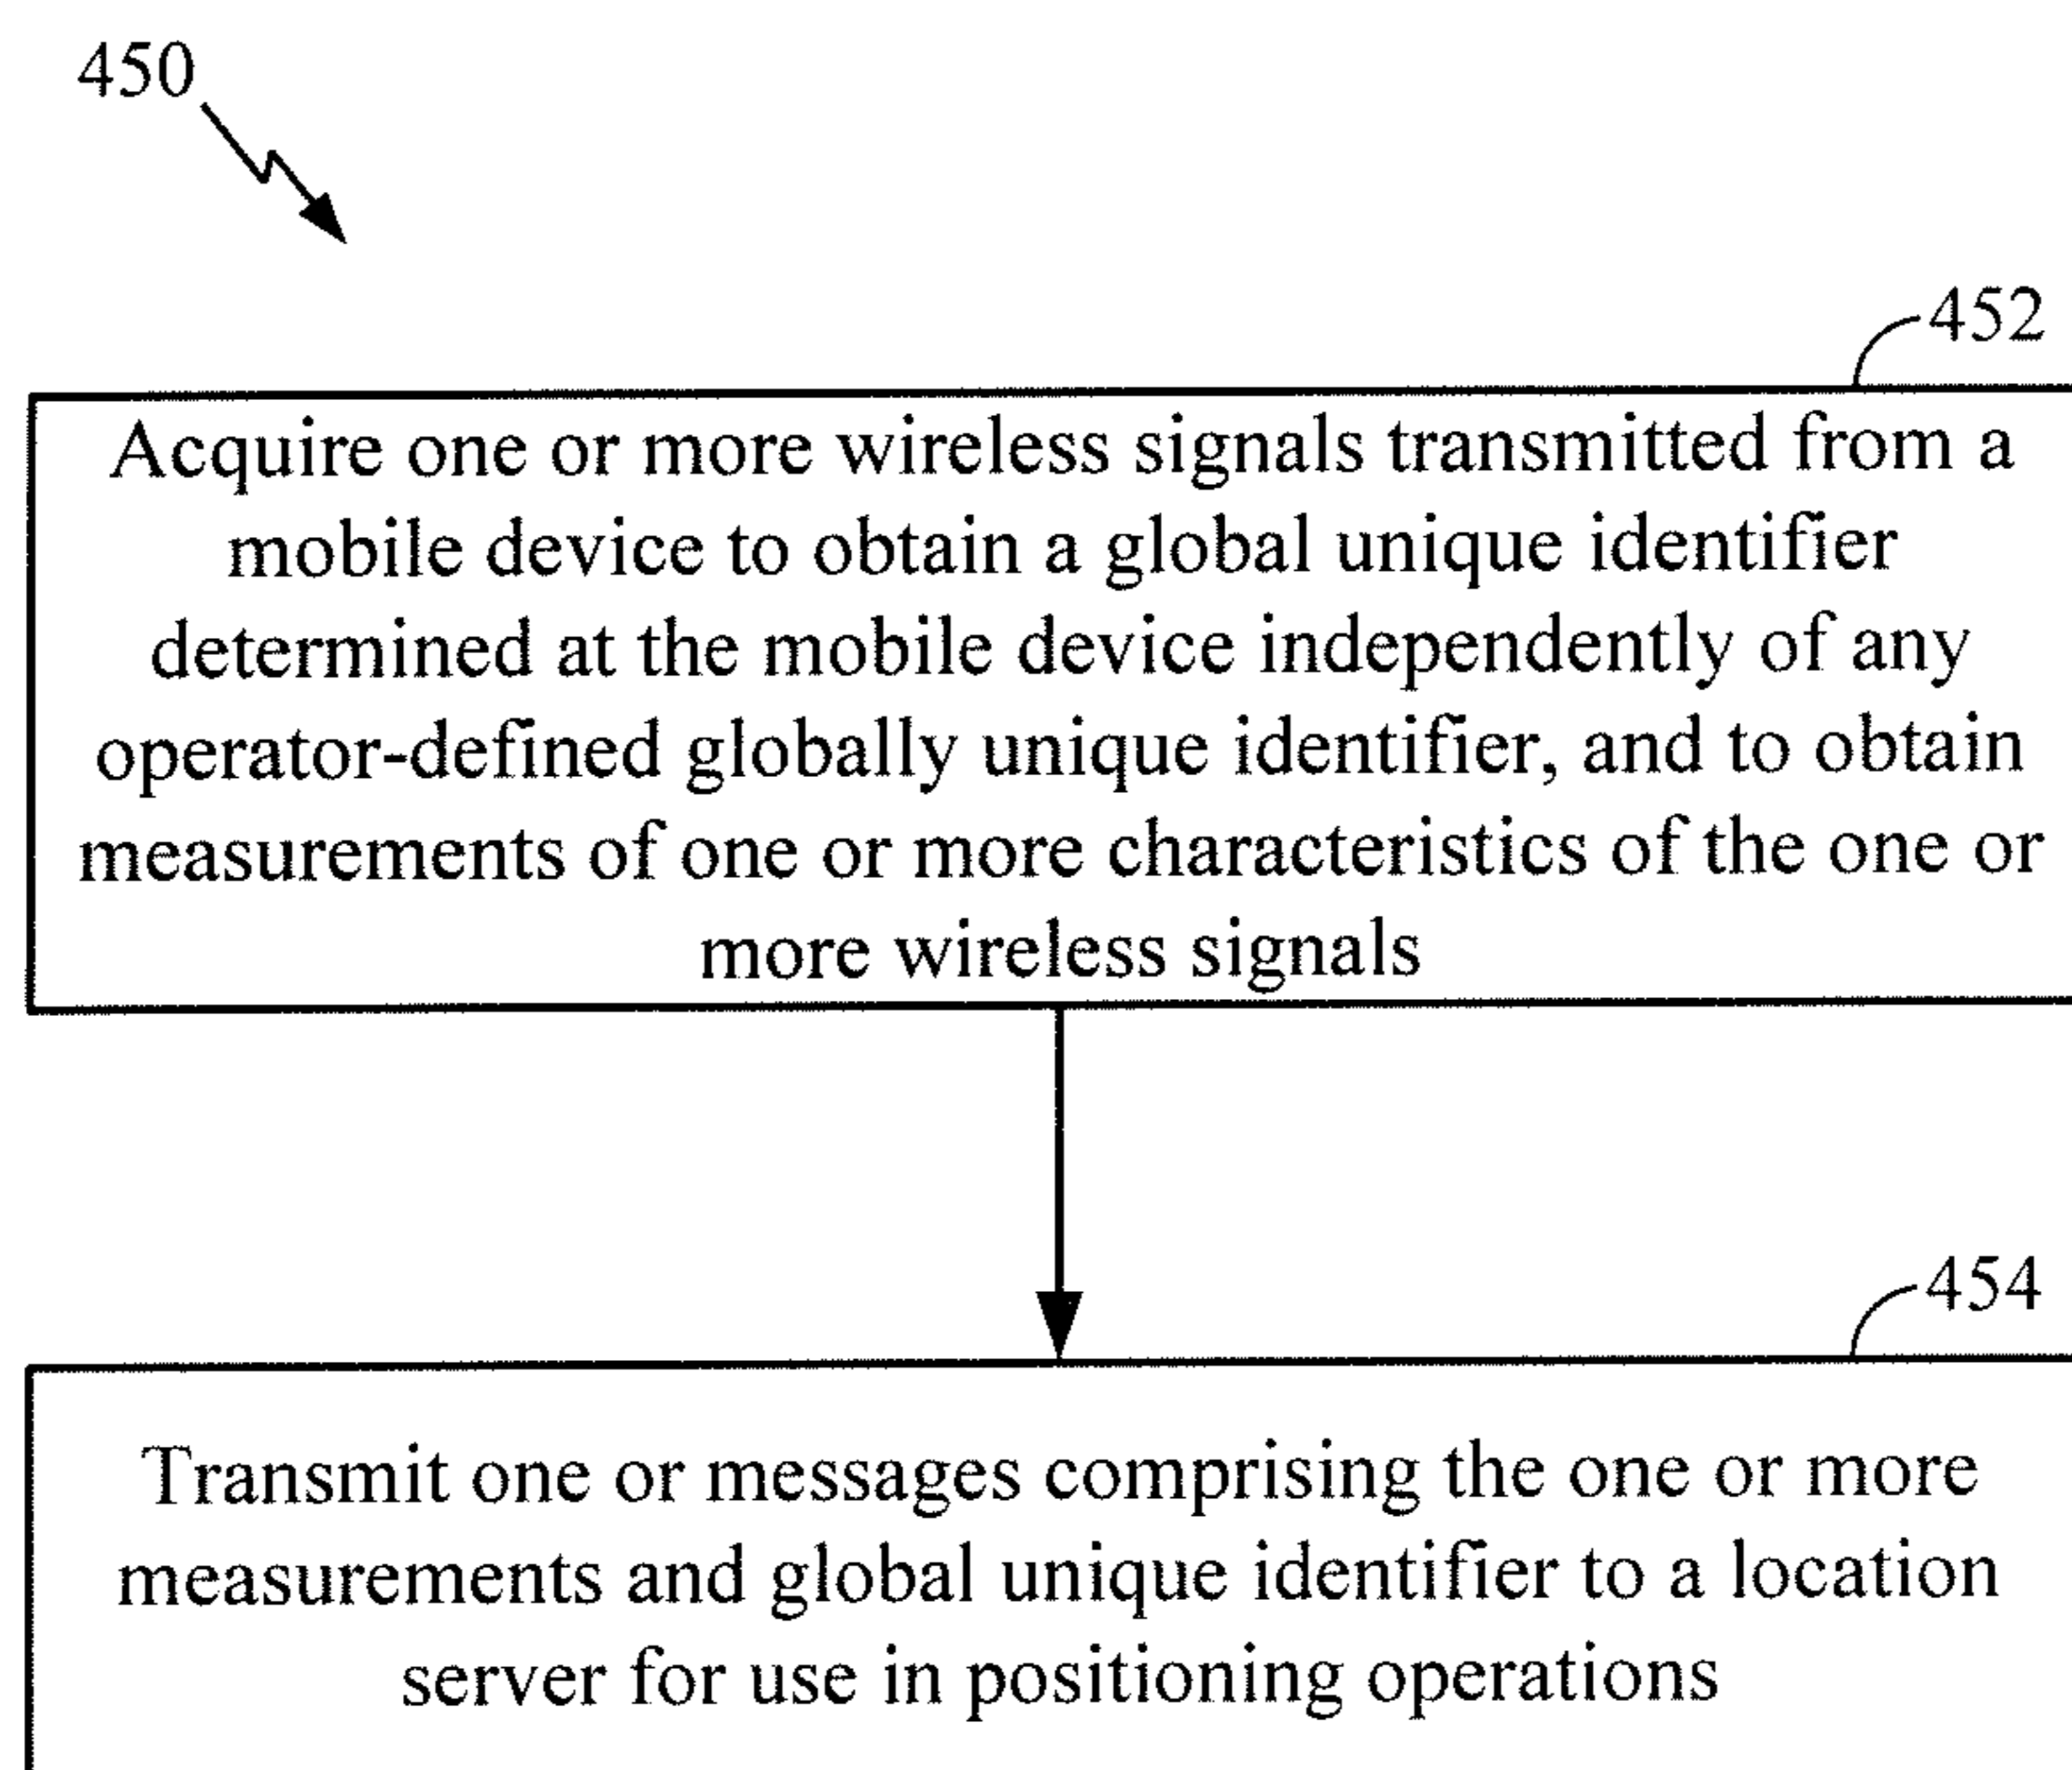 450
452
Acquire one or more wireless signals transmitted from a
mobile device to obtain a global unique identifier
determined at the mobile device independently of any
operator-defined globally unique identifier, and to obtain
measurements of one or more characteristics of the one or
more wireless signals
454
Transmit one or messages comprising the one or more
measurements and global unique identifier to a location
server for use in positioning operations